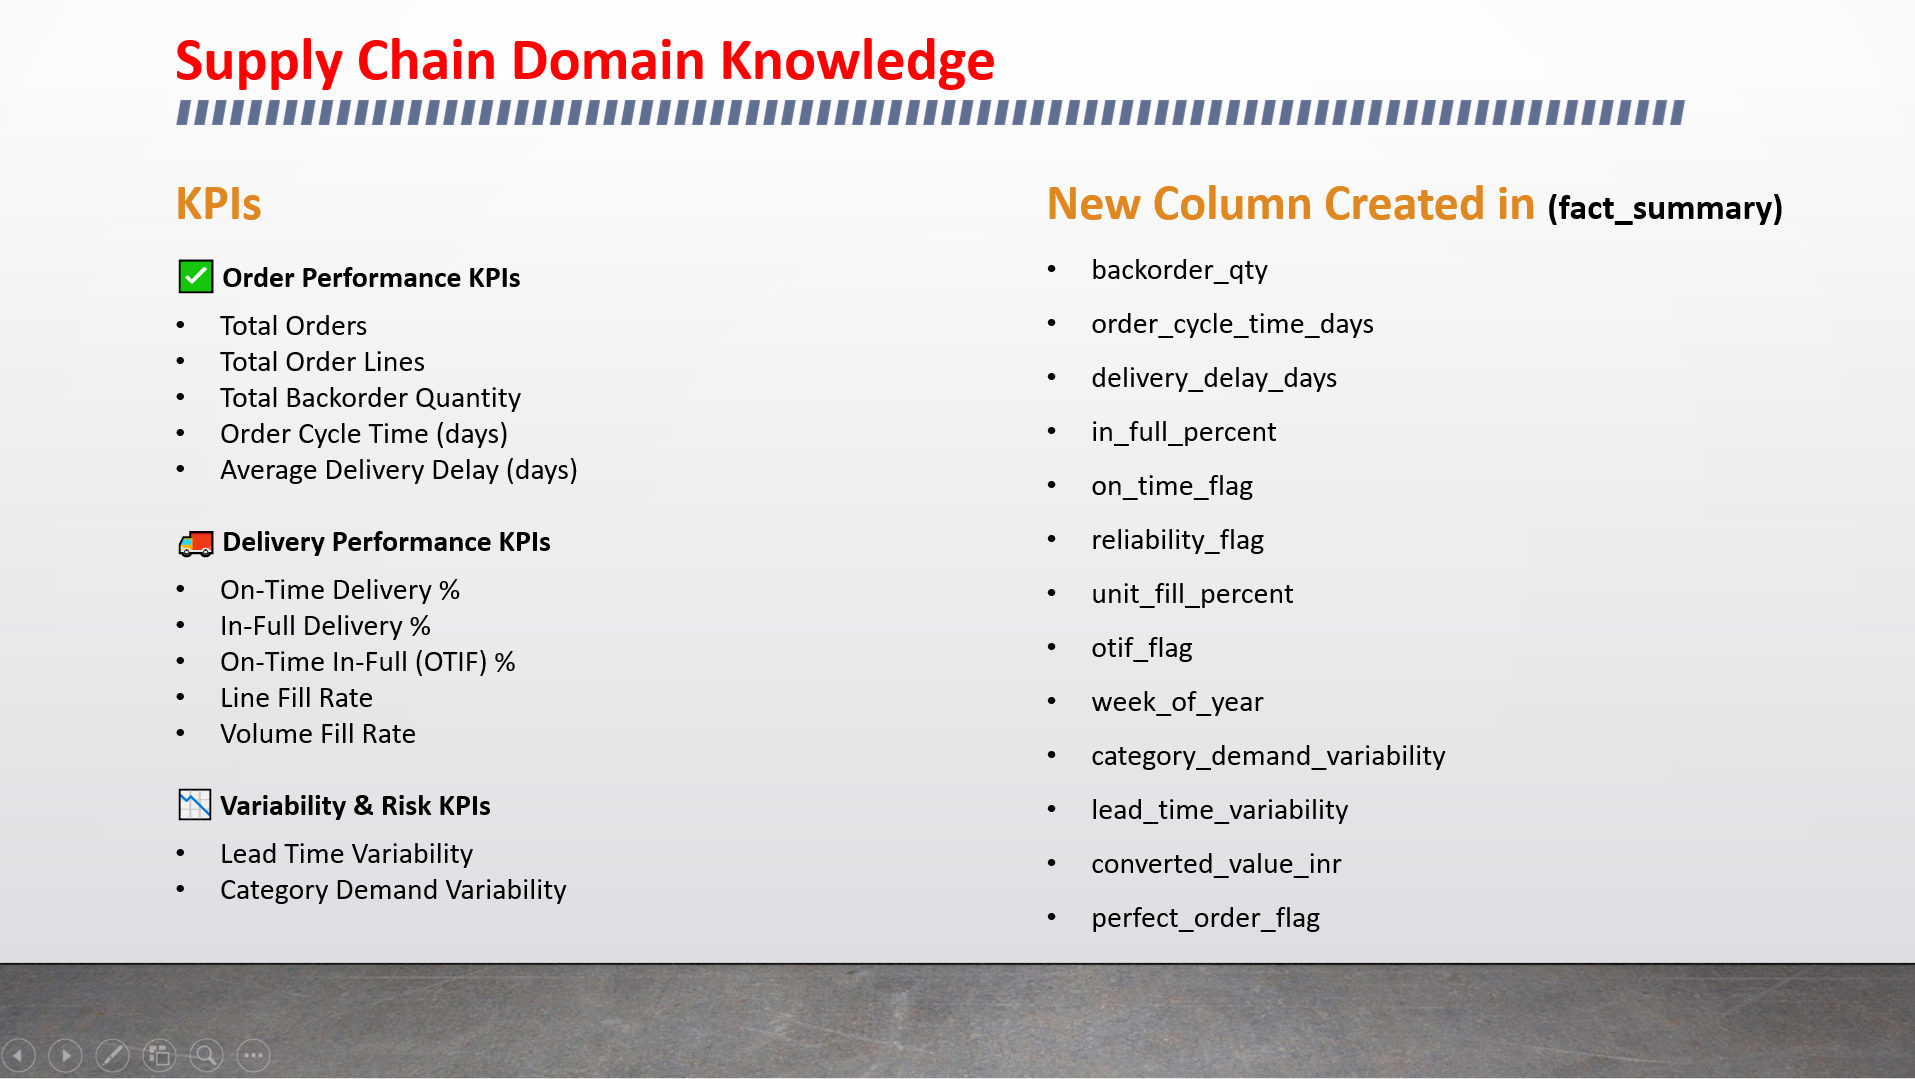 Supply Chain Domain Knowledge
KPIs
✅ Order Performance KPIs
• Total Orders
• Total Order Lines
• Total Backorder Quantity
• Order Cycle Time (days)
• Average Delivery Delay (days)
🚚 Delivery Performance KPIs
• On-Time Delivery %
• In-Full Delivery %
• On-Time In-Full (OTIF) %
• Line Fill Rate
• Volume Fill Rate
📉 Variability & Risk KPIs
• Lead Time Variability
• Category Demand Variability
New Column Created in (fact_summary)
• backorder_qty
• order_cycle_time_days
• delivery_delay_days
• in_full_percent
• on_time_flag
• reliability_flag
• unit_fill_percent
• otif_flag
• week_of_year
• category_demand_variability
• lead_time_variability
• converted_value_inr
• perfect_order_flag